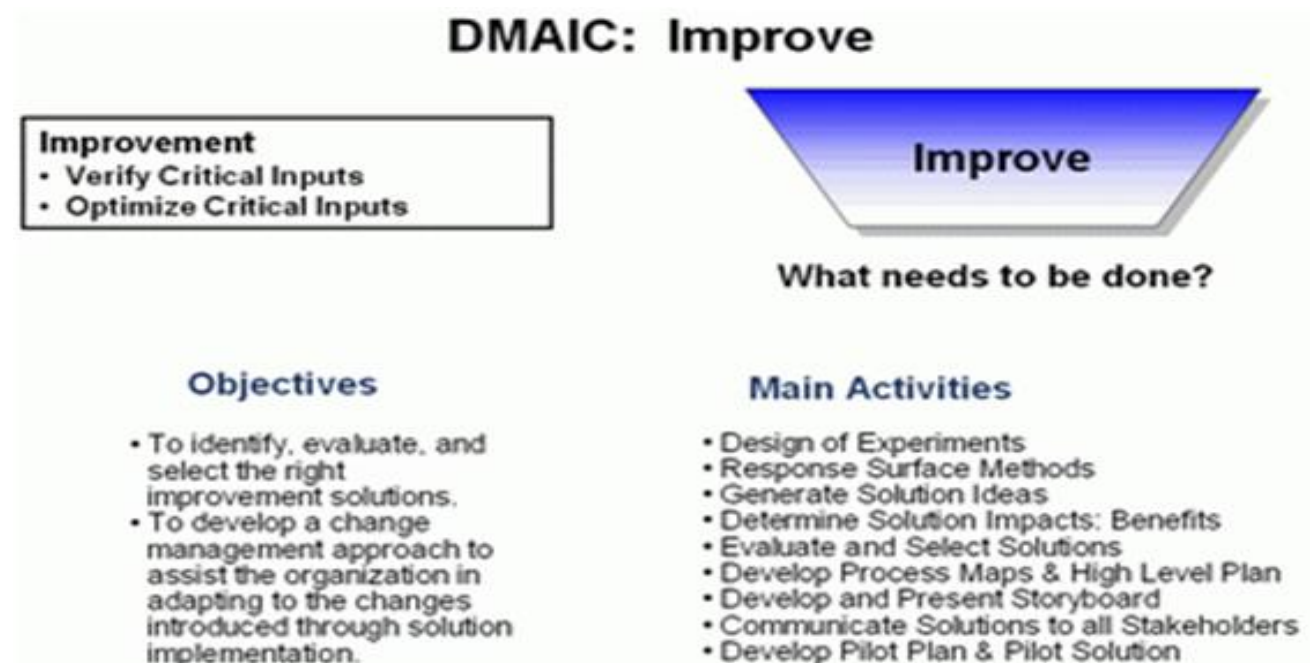 DMAIC: Improve
Improvement
• Verify Critical Inputs
• Optimize Critical Inputs
Improve
What needs to be done?
Objectives
• To identify, evaluate, and
select the right
improvement solutions.
• To develop a change
management approach to
assist the organization in
adapting to the changes
introduced through solution
implementation.
Main Activities
• Design of Experiments
• Response Surface Methods
• Generate Solution Ideas
• Determine Solution Impacts: Benefits
• Evaluate and Select Solutions
• Develop Process Maps & High Level Plan
• Develop and Present Storyboard
• Communicate Solutions to all Stakeholders
• Develop Pilot Plan & Pilot Solution